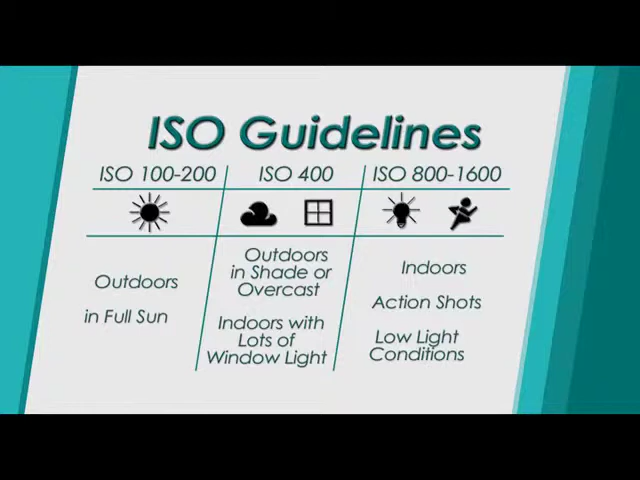 ISO Guidelines
ISO 100-200
ISO 400
ISO 800-1600
Outdoors
in Full Sun
Outdoors
in Shade or
Overcast
Indoors with
Lots of
Window Light
Indoors
Action Shots
Low Light
Conditions